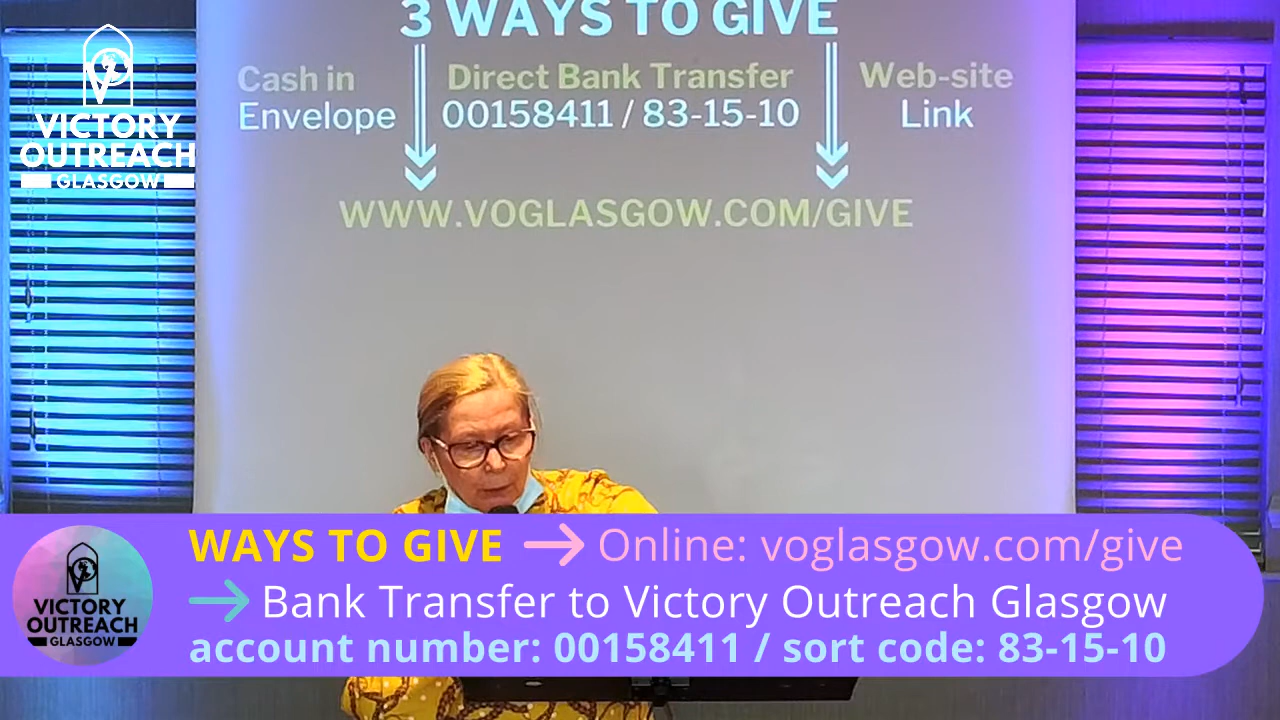 3 WAYS TO GIVE
Cash in
Envelope
Direct Bank Transfer
00158411 / 83-15-10
Web-site
Link
WWW.VOGLASGOW.COM/GIVE
VICTORY
OUTREACH
GLASGOW
WAYS TO GIVE → Online: voglasgow.com/give
→ Bank Transfer to Victory Outreach Glasgow
account number: 00158411 / sort code: 83-15-10
VICTORY
OUTREACH
GLASGOW